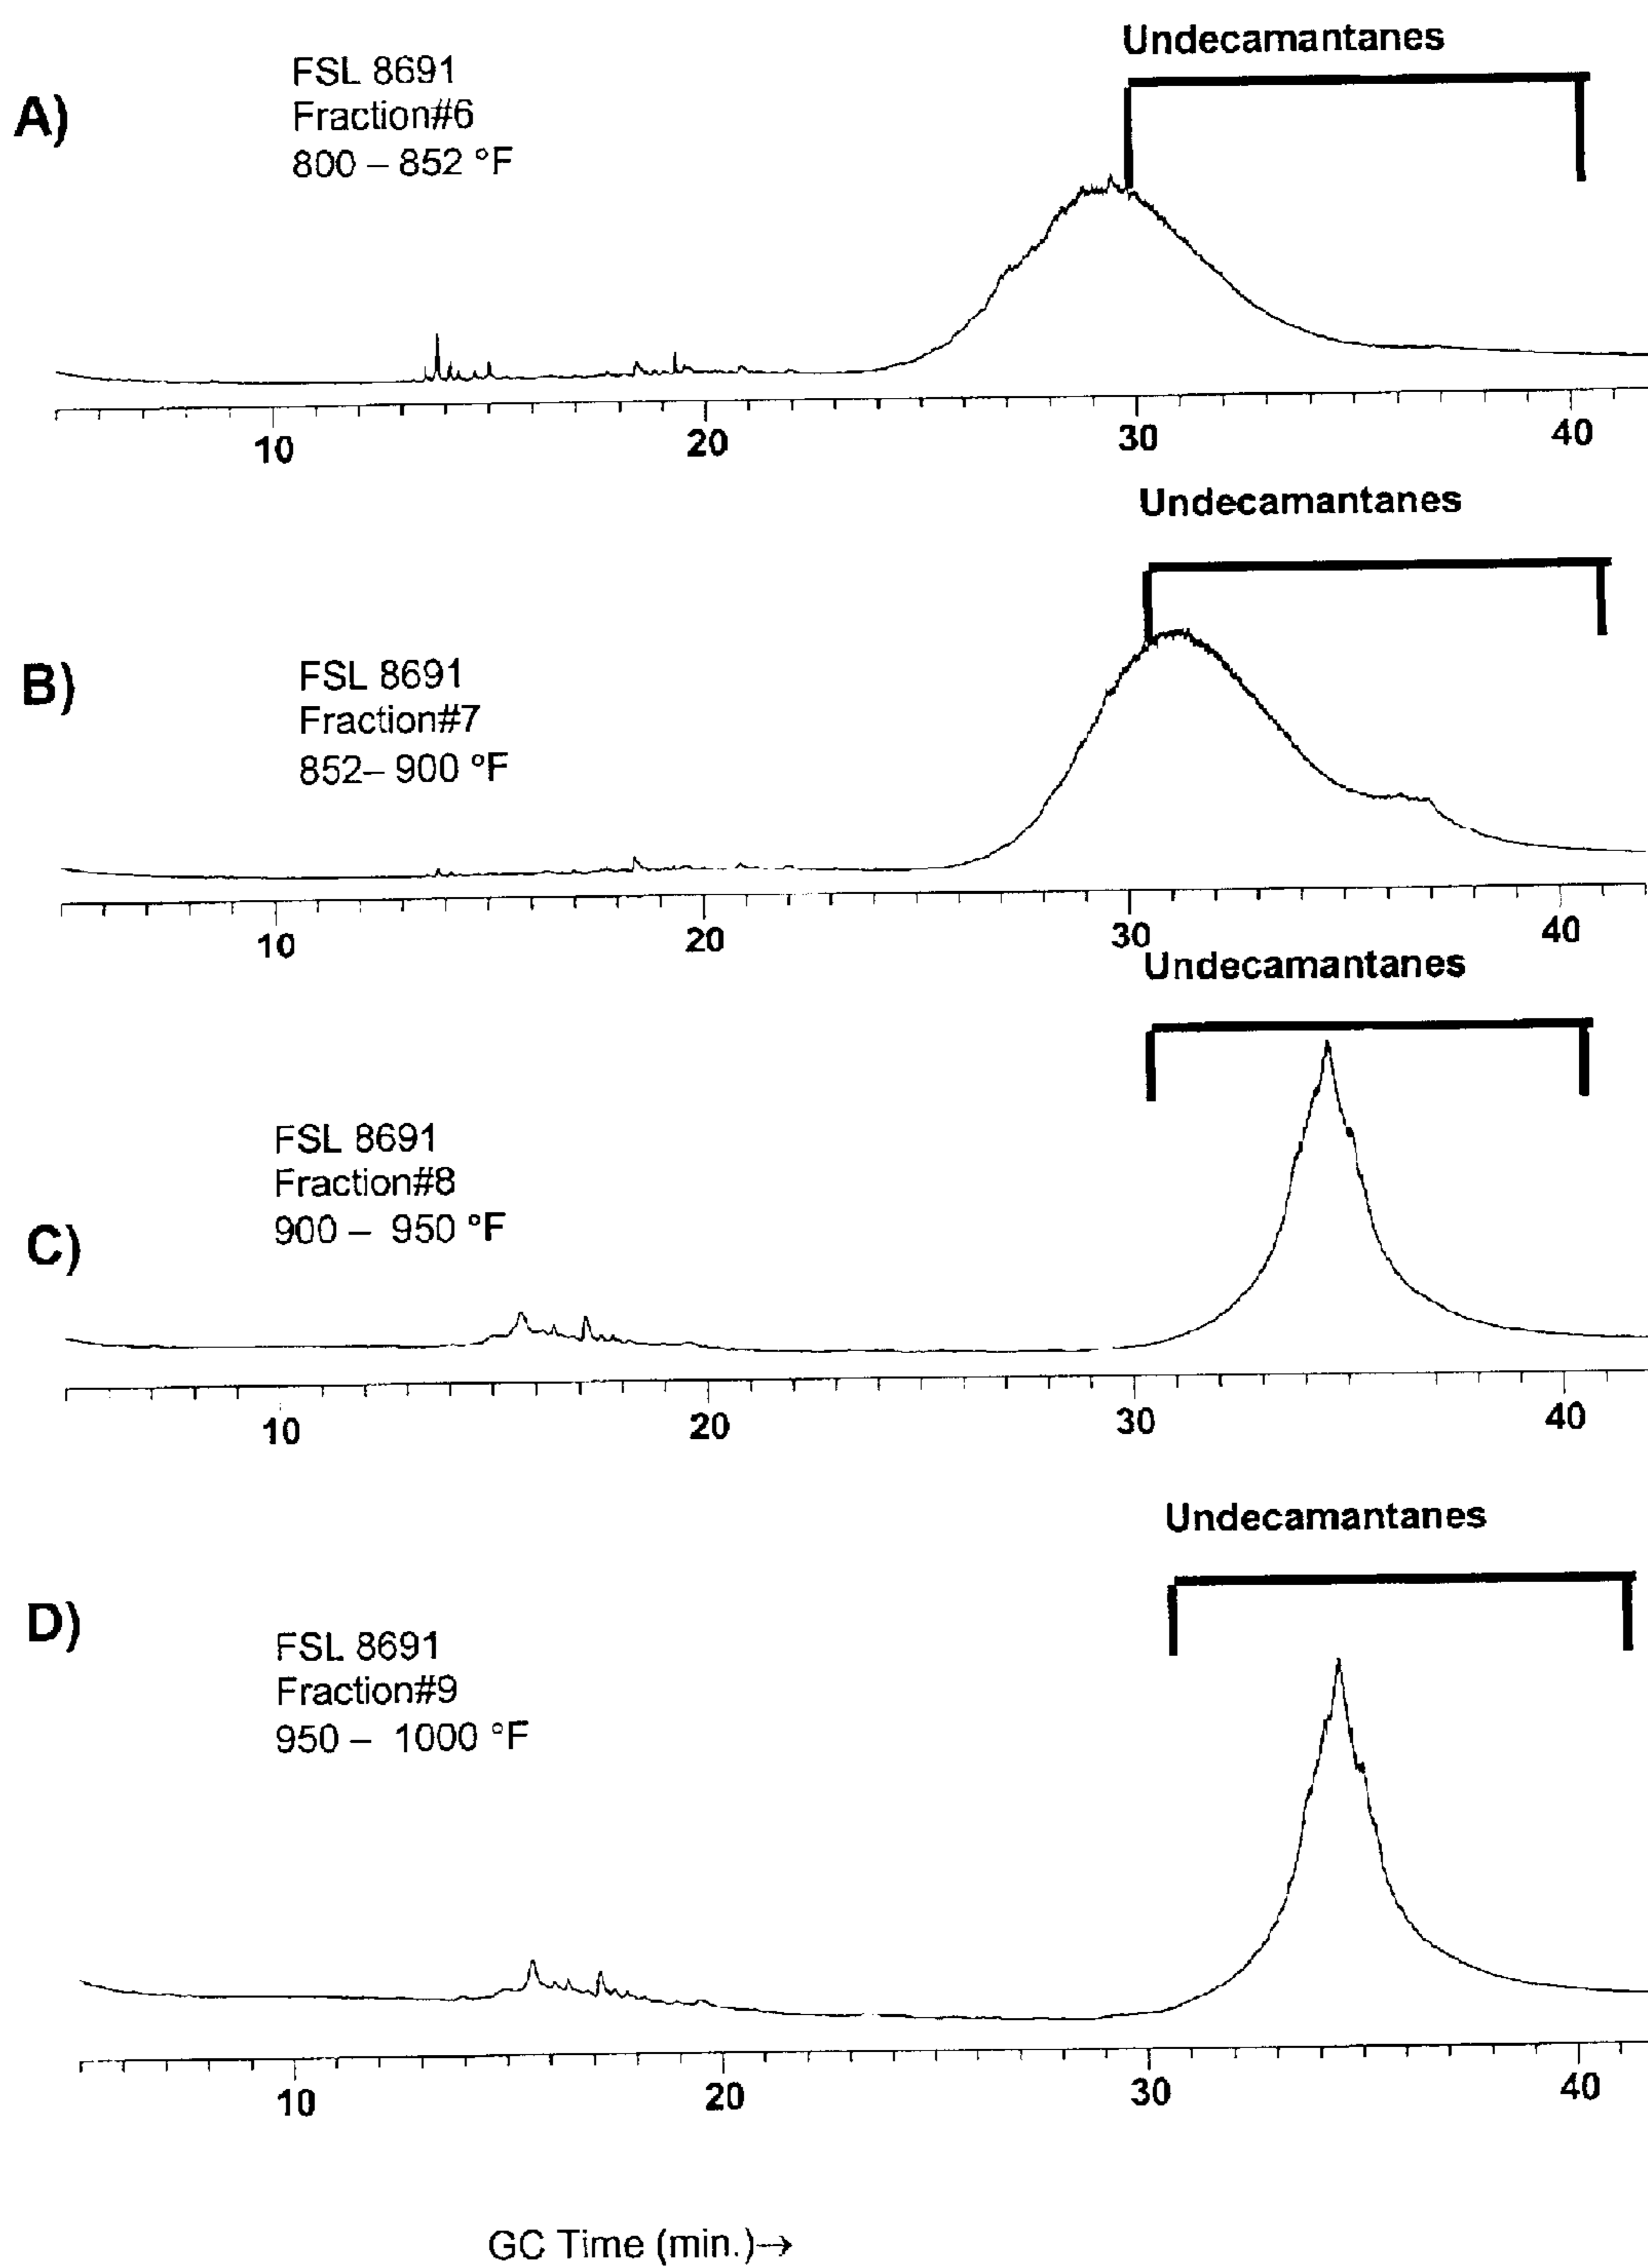 Undecamantanes
A)
FSL 8691
Fraction#6
800 – 852 °F
10 20 30 40
Undecamantanes
B)
FSL 8691
Fraction#7
852– 900 °F
10 20 30 40
Undecamantanes
C)
FSL 8691
Fraction#8
900 – 950 °F
10 20 30 40
Undecamantanes
D)
FSL 8691
Fraction#9
950 – 1000 °F
10 20 30 40
GC Time (min.)→